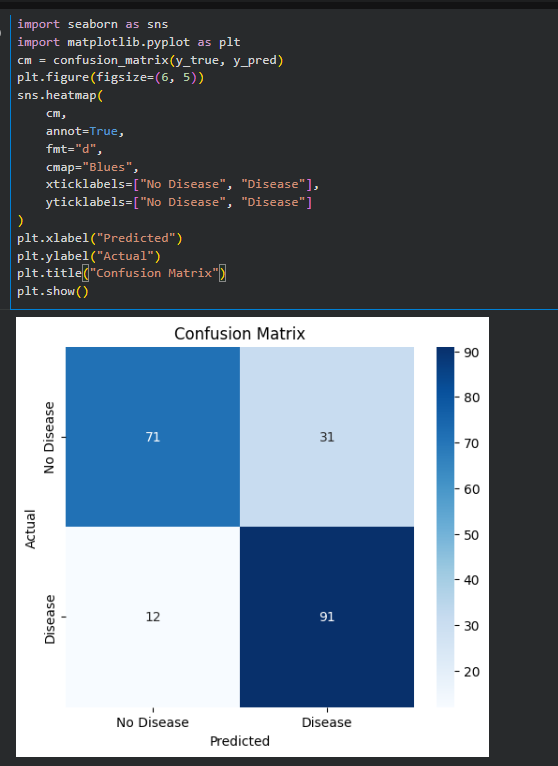 import seaborn as sns
import matplotlib.pyplot as plt
cm = confusion_matrix(y_true, y_pred)
plt.figure(figsize=(6, 5))
sns.heatmap(
    cm,
    annot=True,
    fmt="d",
    cmap="Blues",
    xticklabels=["No Disease", "Disease"],
    yticklabels=["No Disease", "Disease"]
)
plt.xlabel("Predicted")
plt.ylabel("Actual")
plt.title("Confusion Matrix")
plt.show()
Confusion Matrix
Actual
No Disease
71
31
Disease
12
91
No Disease
Disease
Predicted
90
80
70
60
50
40
30
20